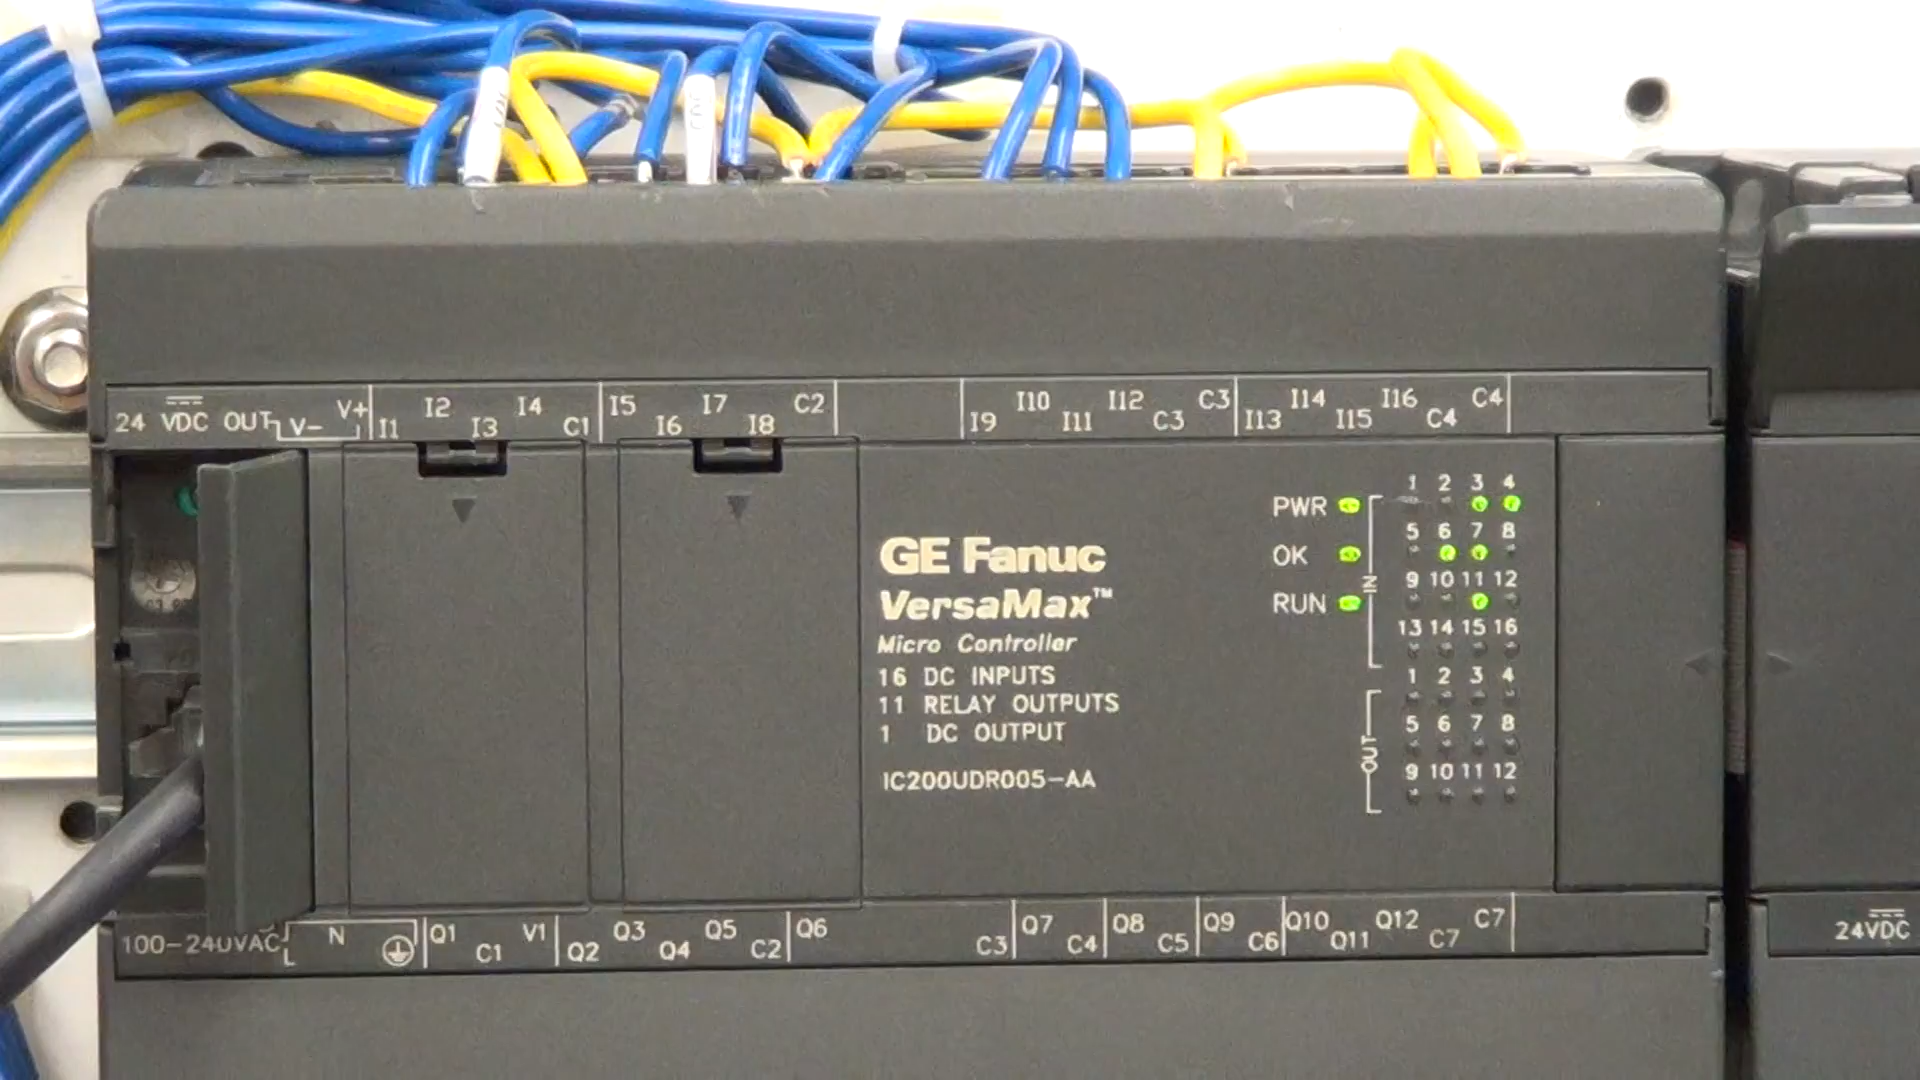 24 VDC OUT V- V+ I1 I2 I3 I4 C1 I5 I6 I7 I8 C2 I9 I10 I11 I12 C3 C3 I13 I14 I15 I16 C4 C4
GE Fanuc
VersaMax™
Micro Controller
16 DC INPUTS
11 RELAY OUTPUTS
1 DC OUTPUT
IC200UDR005-AA
PWR
OK
RUN
IN
1 2 3 4
5 6 7 8
9 10 11 12
13 14 15 16
OUT
1 2 3 4
5 6 7 8
9 10 11 12
100-240VAC N Q1 C1 V1 Q2 Q3 Q4 Q5 C2 Q6 C3 Q7 C4 Q8 C5 Q9 C6 Q10 Q11 Q12 C7 C7
24VDC